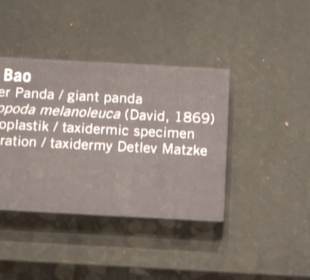 Bao
er Panda / giant panda
opoda melanoleuca (David, 1869)
oplastik / taxidermic specimen
ration / taxidermy Detlev Matzke